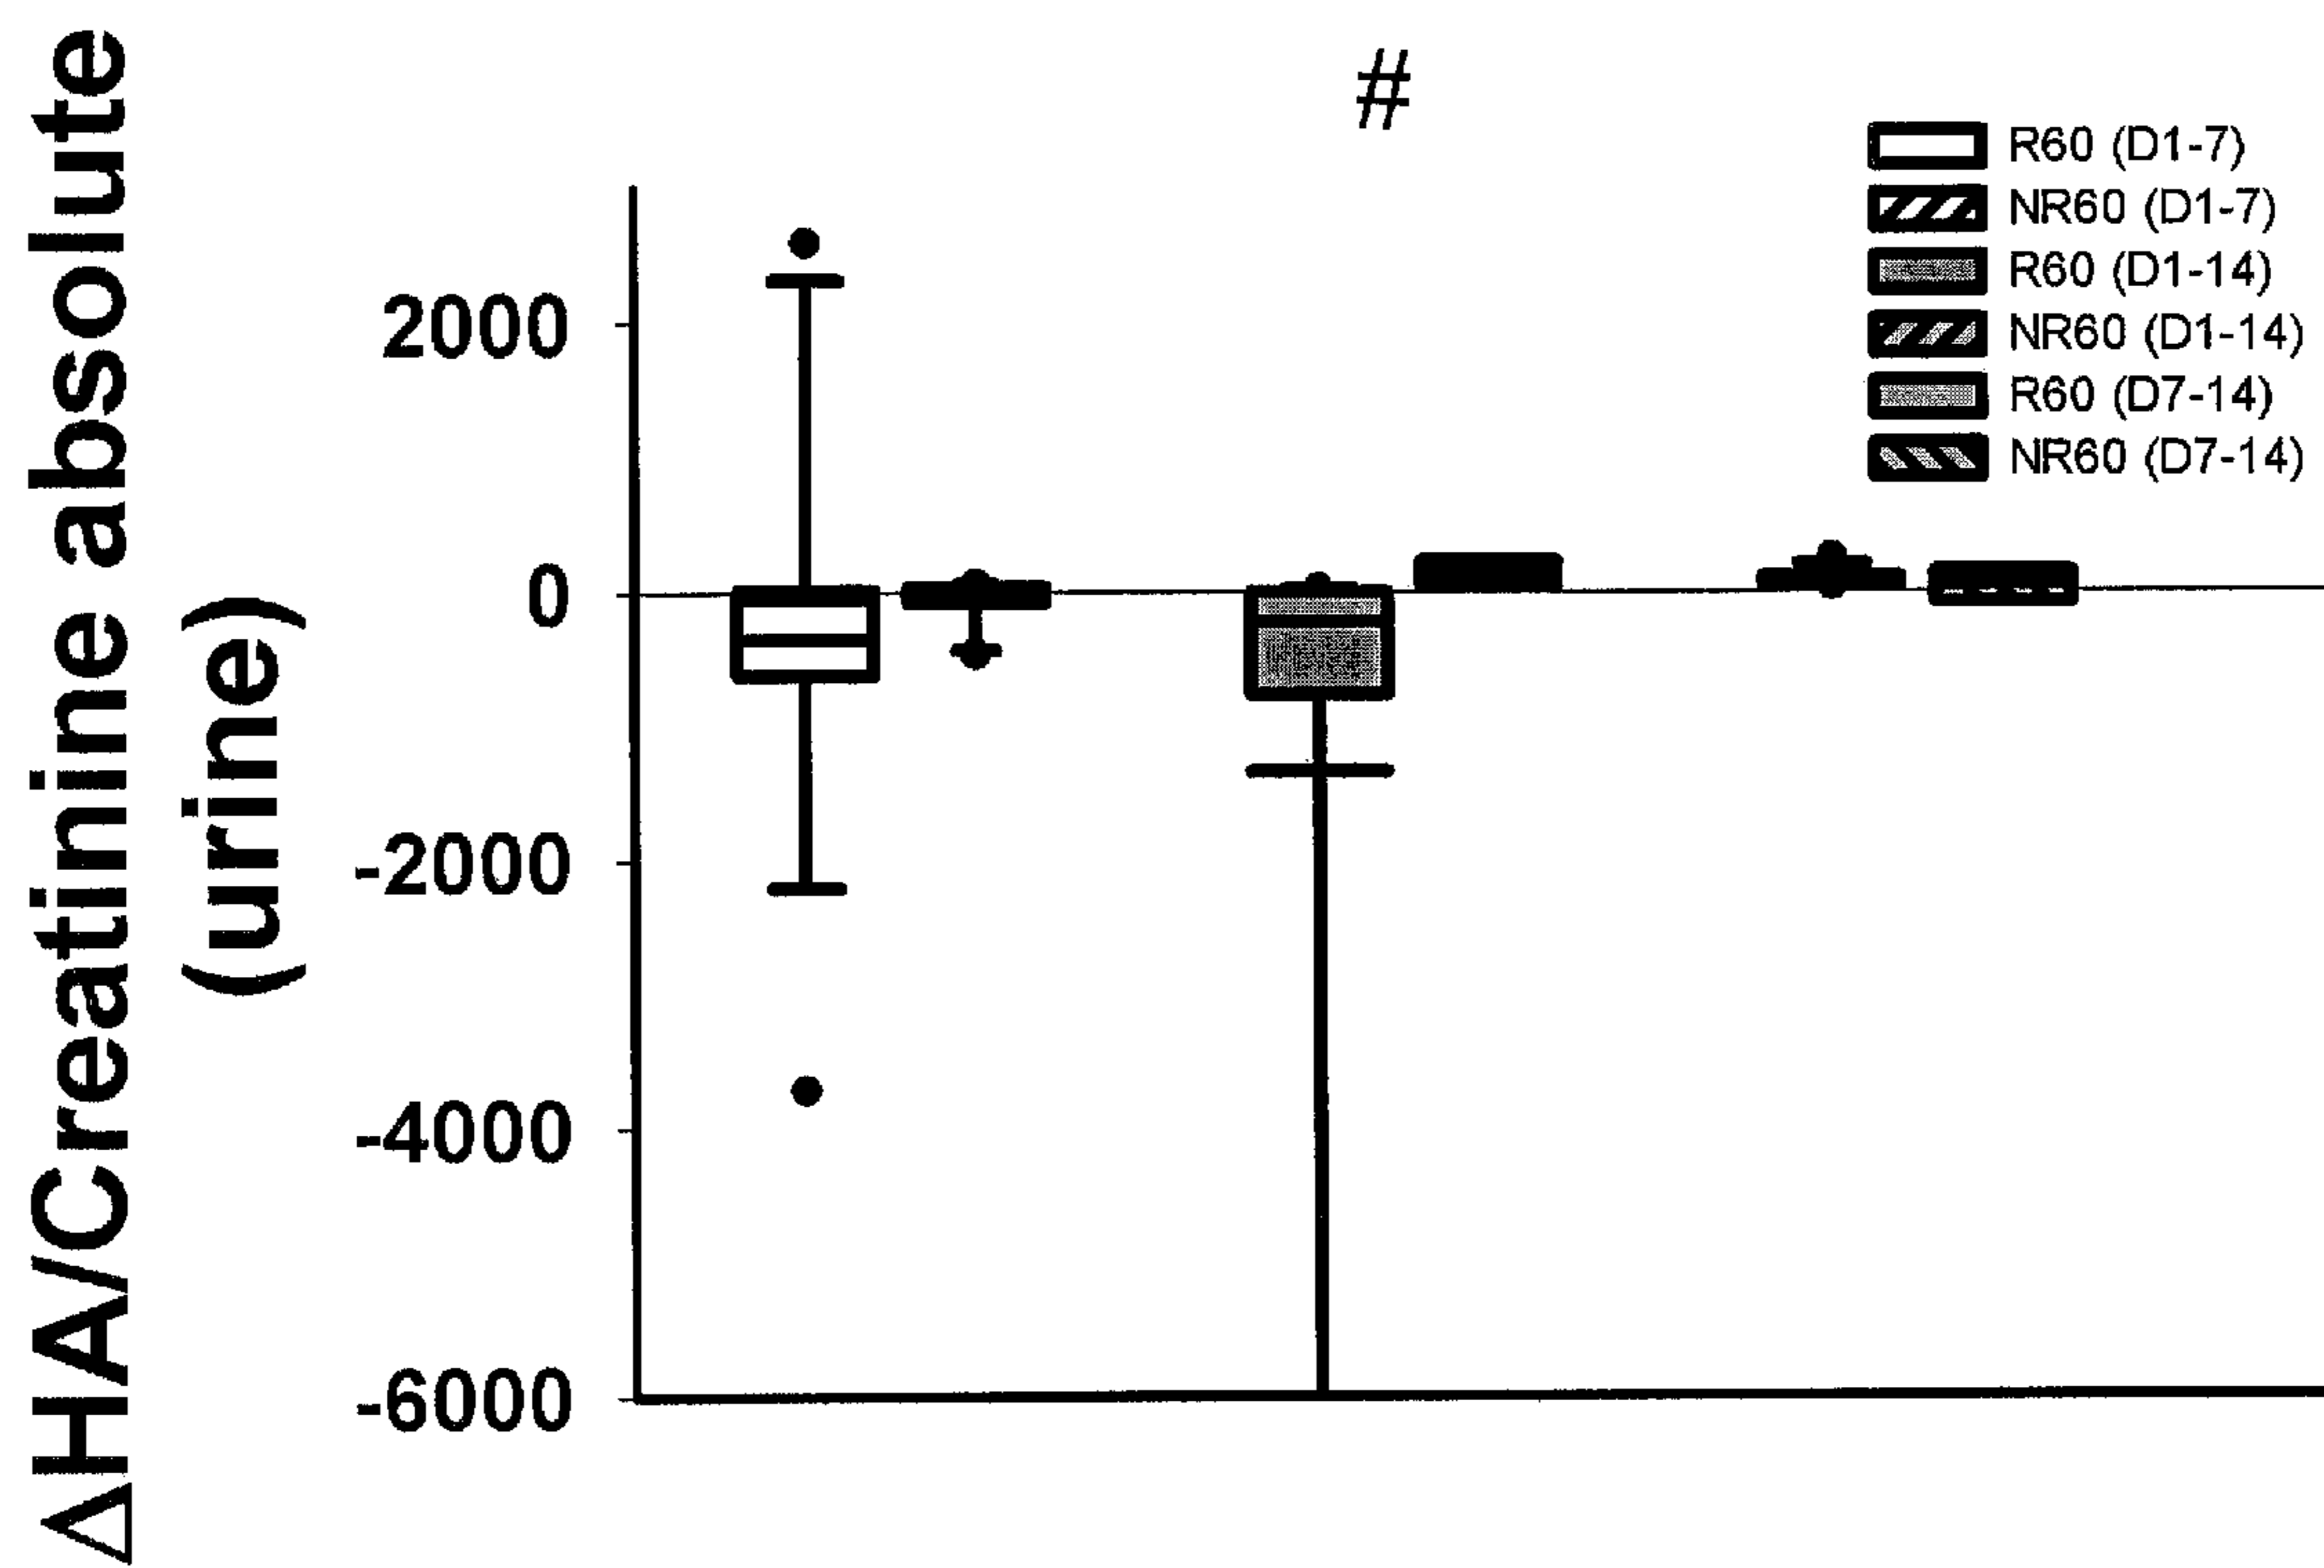 ΔHA/Creatinine absolute
(urine)
#
2000
0
-2000
-4000
-6000
R60 (D1-7)
NR60 (D1-7)
R60 (D1-14)
NR60 (D1-14)
R60 (D7-14)
NR60 (D7-14)